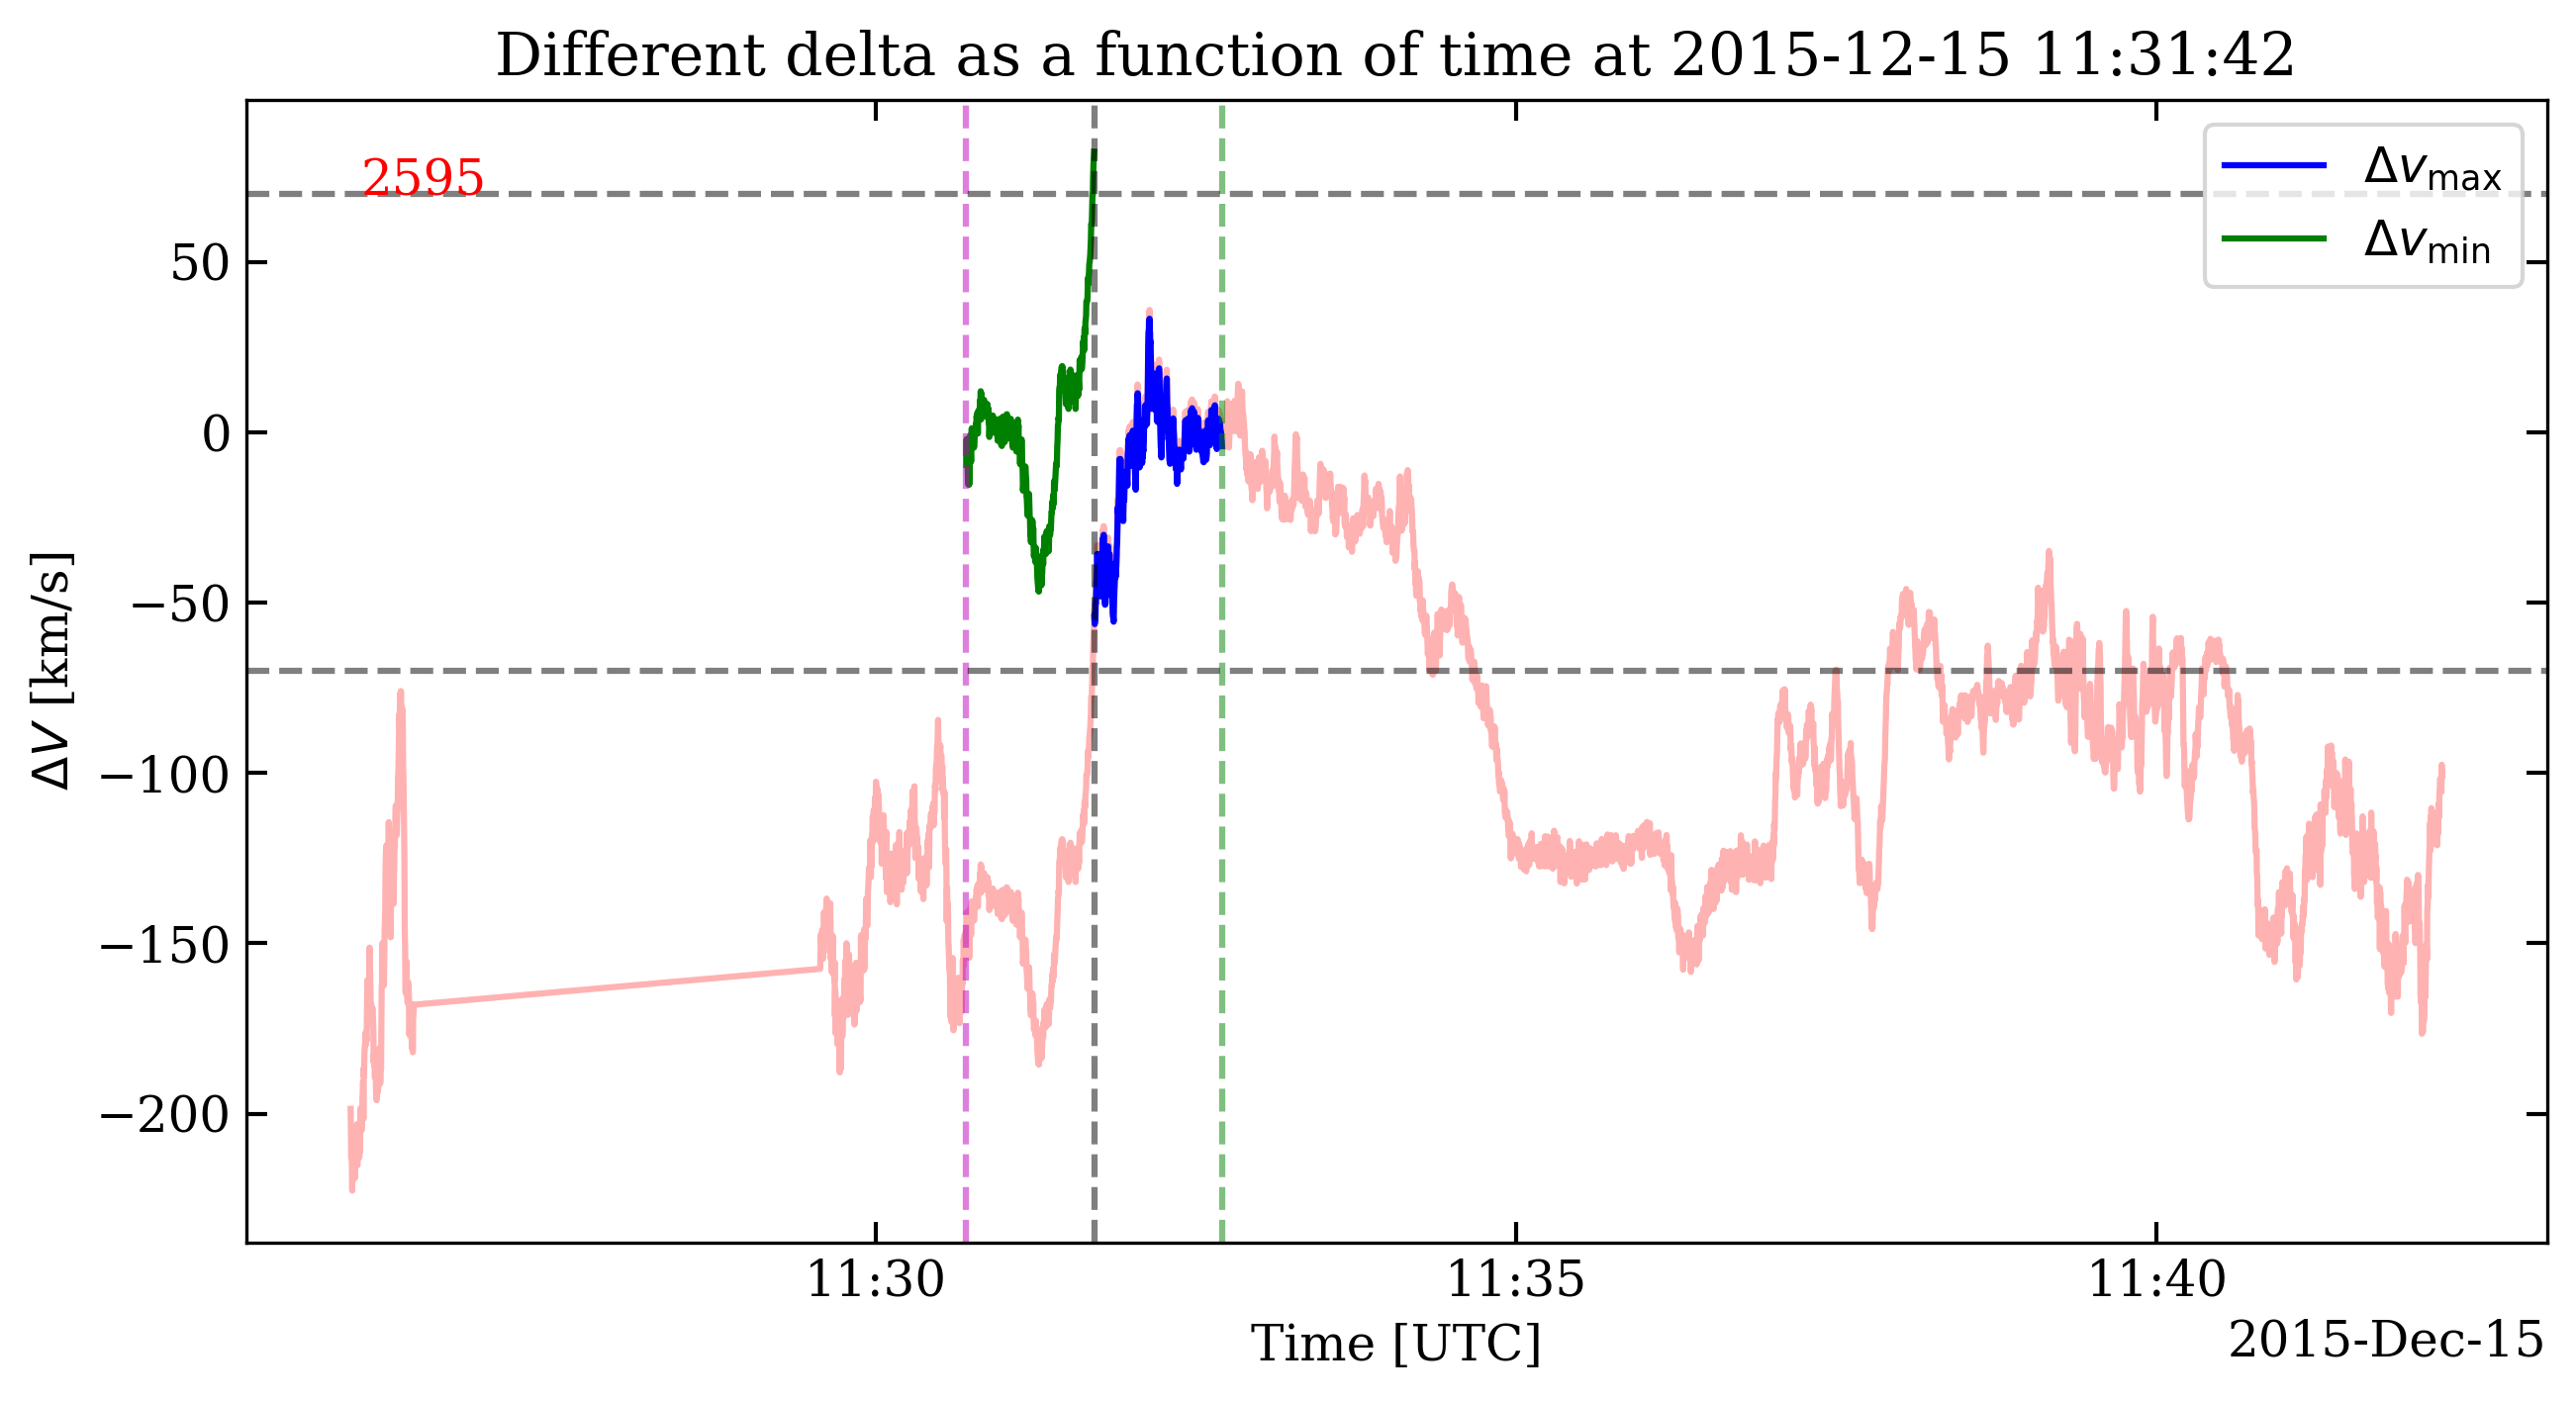 Different delta as a function of time at 2015-12-15 11:31:42
2595
Δv_max
Δv_min
50
0
−50
−100
−150
−200
ΔV [km/s]
11:30
11:35
11:40
Time [UTC]
2015-Dec-15